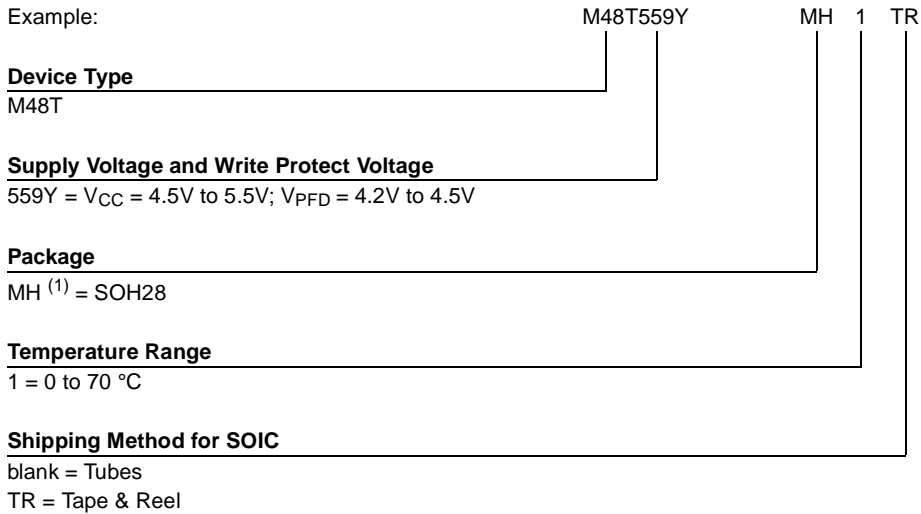 Example: M48T559Y MH 1 TR
Device Type
M48T
Supply Voltage and Write Protect Voltage
559Y = VCC = 4.5V to 5.5V; VPFD = 4.2V to 4.5V
Package
MH (1) = SOH28
Temperature Range
1 = 0 to 70 °C
Shipping Method for SOIC
blank = Tubes
TR = Tape & Reel